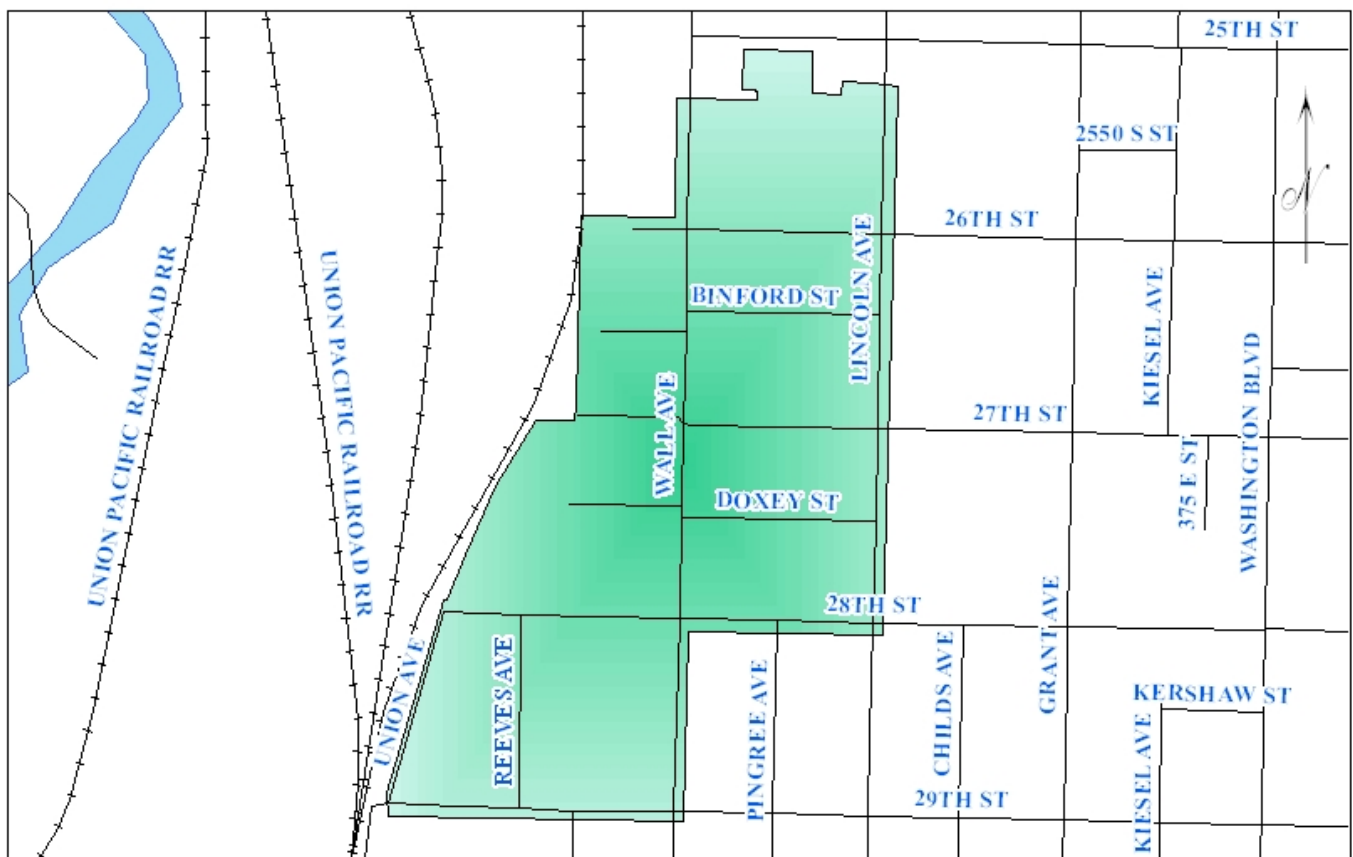 25TH ST
2550 S ST
N
26TH ST
UNION PACIFIC RAILROAD RR
UNION PACIFIC RAILROAD RR
LINCOLN AVE
BINFORD ST
KIESEL AVE
WASHINGTON BLVD
WALL AVE
27TH ST
375 E ST
DOXEY ST
28TH ST
UNION AVE
REEVES AVE
PINGREE AVE
CHILDS AVE
GRANT AVE
KERSHAW ST
KIESEL AVE
29TH ST